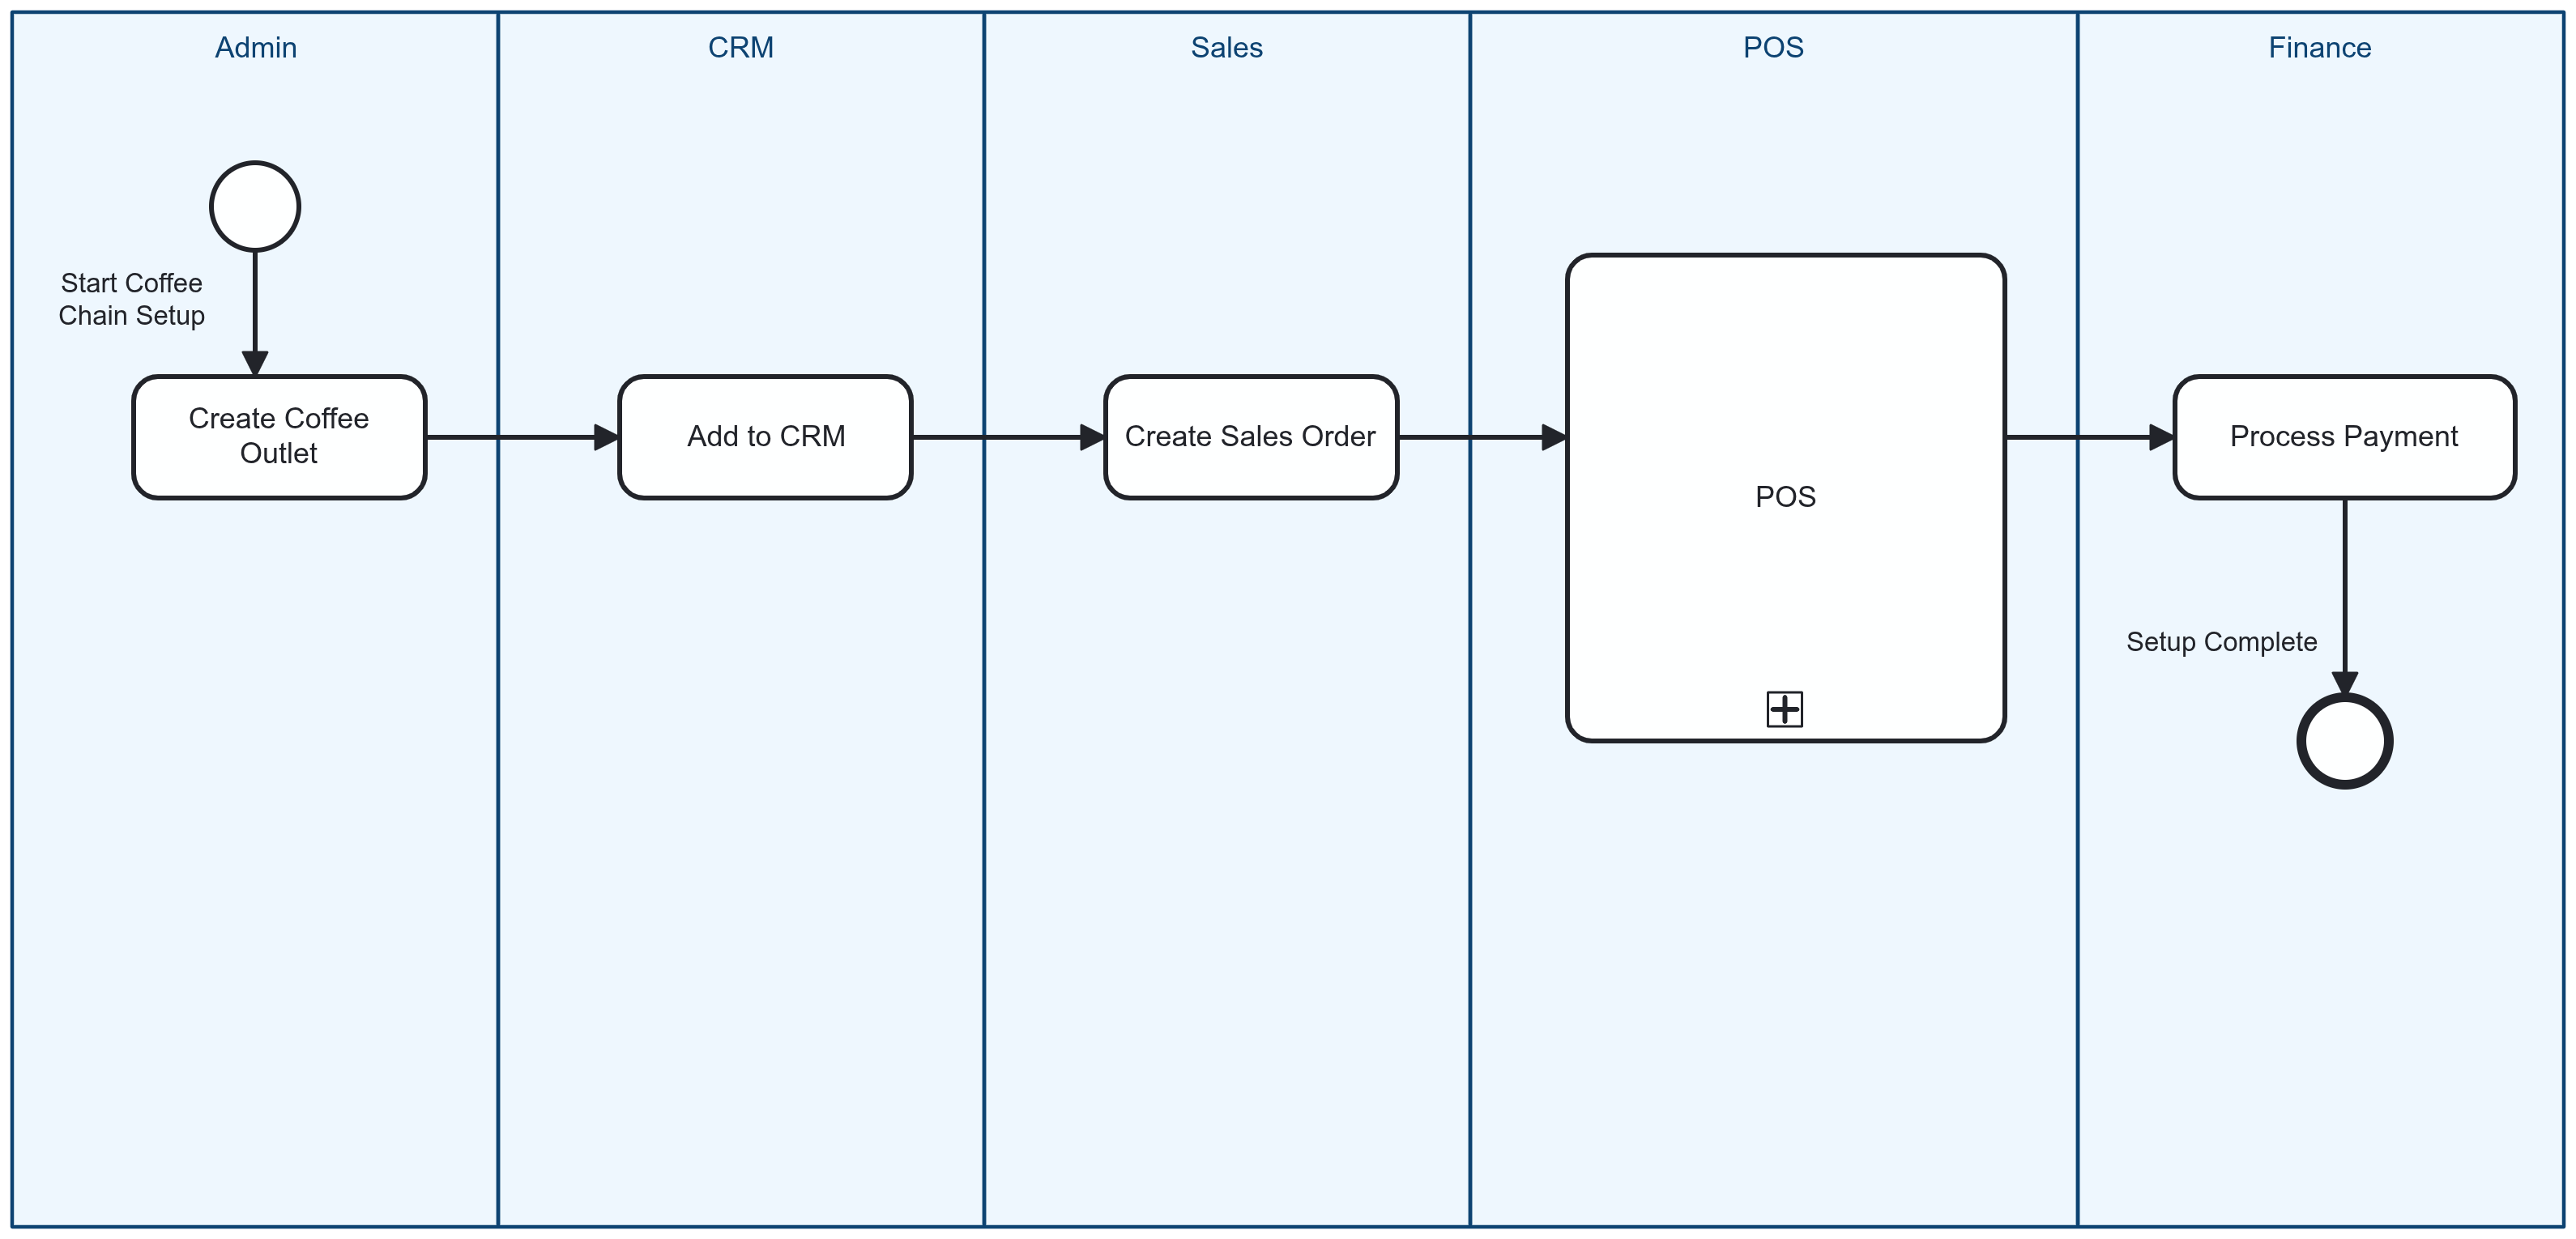 Admin
CRM
Sales
POS
Finance
Start Coffee
Chain Setup
Create Coffee
Outlet
Add to CRM
Create Sales Order
POS
Process Payment
Setup Complete